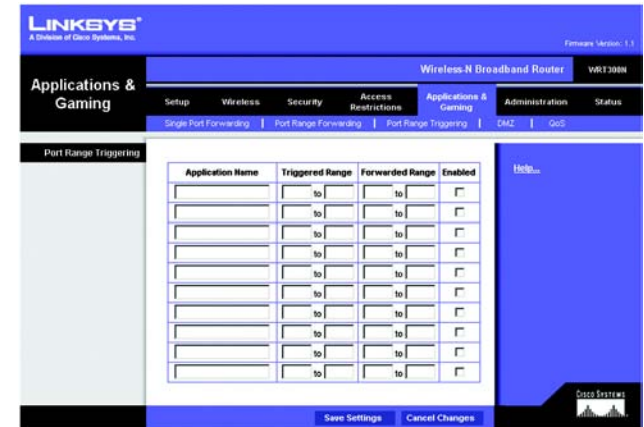 LINKSYS®
A Division of Cisco Systems, Inc.
Firmware Version: 1.1
Wireless-N Broadband Router WRT300N
Applications & Gaming
Setup Wireless Security Access Restrictions Applications & Gaming Administration Status
Single Port Forwarding | Port Range Forwarding | Port Range Triggering | DMZ | QoS
Port Range Triggering
Application Name Triggered Range Forwarded Range Enabled
to to
to to
to to
to to
to to
to to
to to
to to
to to
to to
Help...
Save Settings Cancel Changes
CISCO SYSTEMS